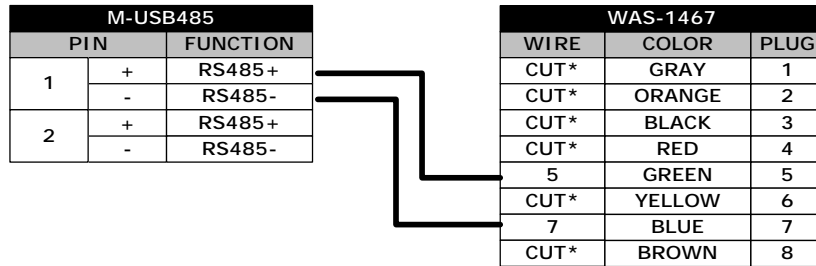 M-USB485
PIN FUNCTION
1 + RS485+
- RS485-
2 + RS485+
- RS485-
WAS-1467
WIRE COLOR PLUG
CUT* GRAY 1
CUT* ORANGE 2
CUT* BLACK 3
CUT* RED 4
5 GREEN 5
CUT* YELLOW 6
7 BLUE 7
CUT* BROWN 8